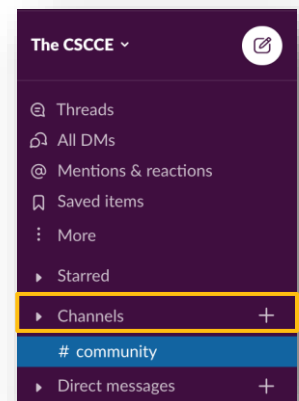 The CSCCE
Threads
All DMs
@ Mentions & reactions
Saved items
More
Starred
Channels +
# community
Direct messages +